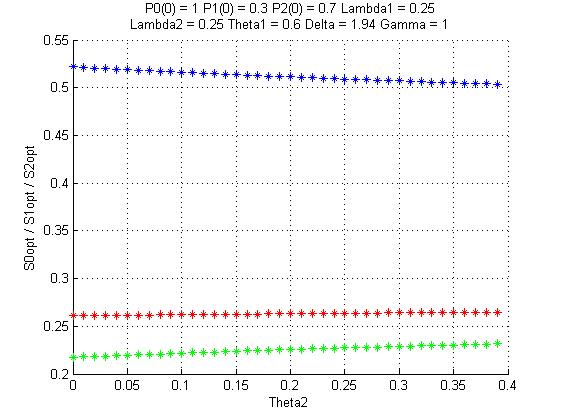 P0(0) = 1 P1(0) = 0.3 P2(0) = 0.7 Lambda1 = 0.25
Lambda2 = 0.25 Theta1 = 0.6 Delta = 1.94 Gamma = 1
0.55
0.5
0.45
0.4
0.35
0.3
0.25
0.2
S0opt / S1opt / S2opt
0 0.05 0.1 0.15 0.2 0.25 0.3 0.35 0.4
Theta2